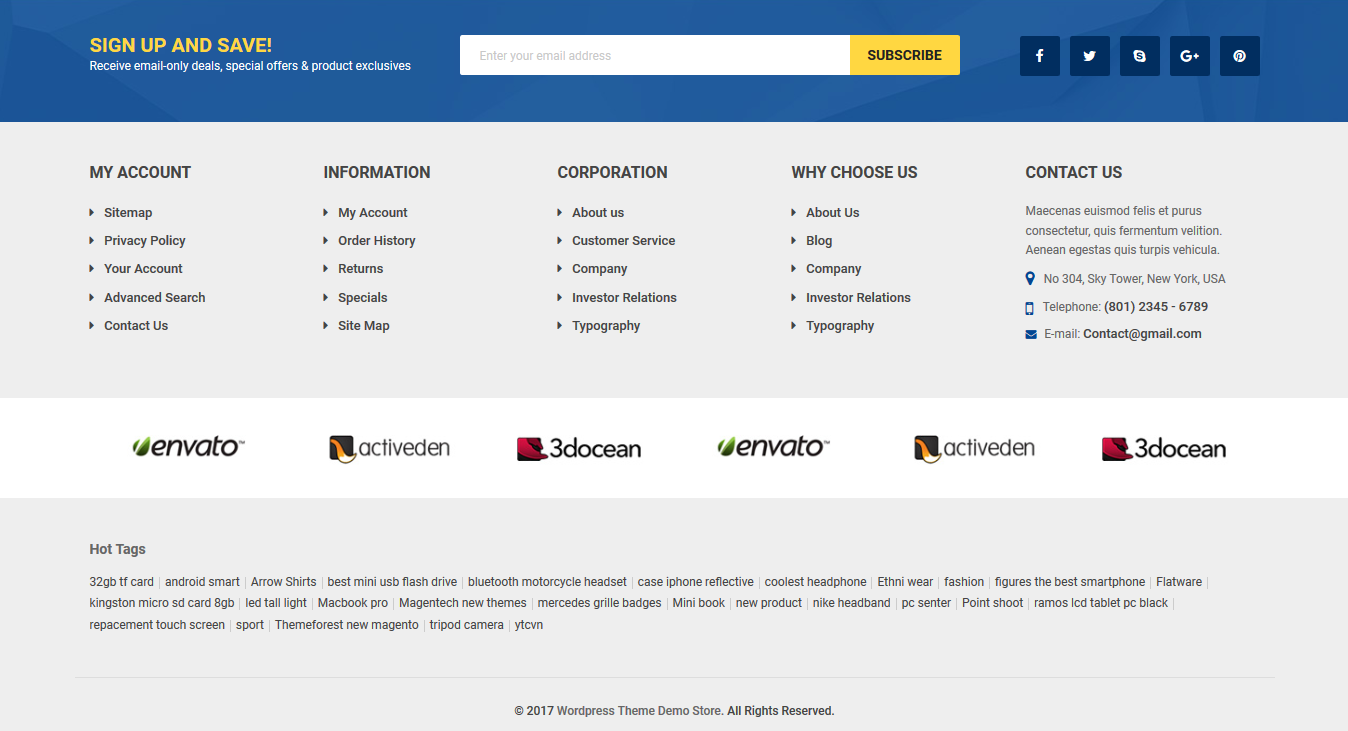 SIGN UP AND SAVE!
Receive email-only deals, special offers & product exclusives
Enter your email address
SUBSCRIBE
MY ACCOUNT
Sitemap
Privacy Policy
Your Account
Advanced Search
Contact Us
INFORMATION
My Account
Order History
Returns
Specials
Site Map
CORPORATION
About us
Customer Service
Company
Investor Relations
Typography
WHY CHOOSE US
About Us
Blog
Company
Investor Relations
Typography
CONTACT US
Maecenas euismod felis et purus
consectetur, quis fermentum velition.
Aenean egestas quis turpis vehicula.
No 304, Sky Tower, New York, USA
Telephone: (801) 2345 - 6789
E-mail: Contact@gmail.com
envato™ activeden 3docean envato™ activeden 3docean
Hot Tags
32gb tf card | android smart | Arrow Shirts | best mini usb flash drive | bluetooth motorcycle headset | case iphone reflective | coolest headphone | Ethni wear | fashion | figures the best smartphone | Flatware |
kingston micro sd card 8gb | led tall light | Macbook pro | Magentech new themes | mercedes grille badges | Mini book | new product | nike headband | pc senter | Point shoot | ramos lcd tablet pc black |
repacement touch screen | sport | Themeforest new magento | tripod camera | ytcvn
© 2017 Wordpress Theme Demo Store. All Rights Reserved.